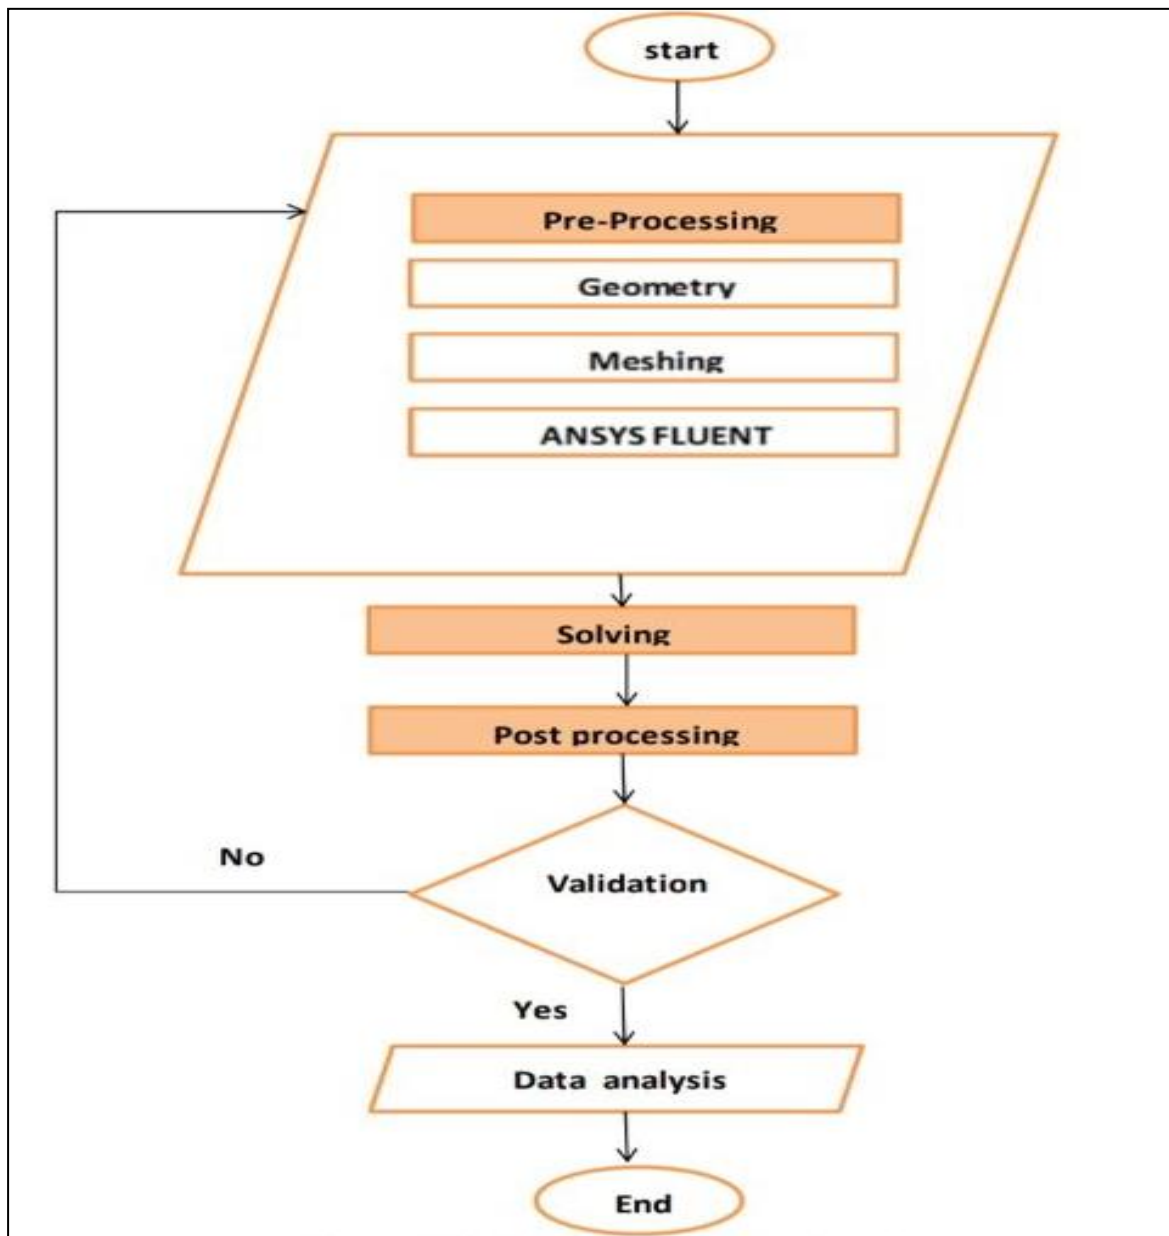 start
Pre-Processing
Geometry
Meshing
ANSYS FLUENT
Solving
Post processing
No
Validation
Yes
Data analysis
End